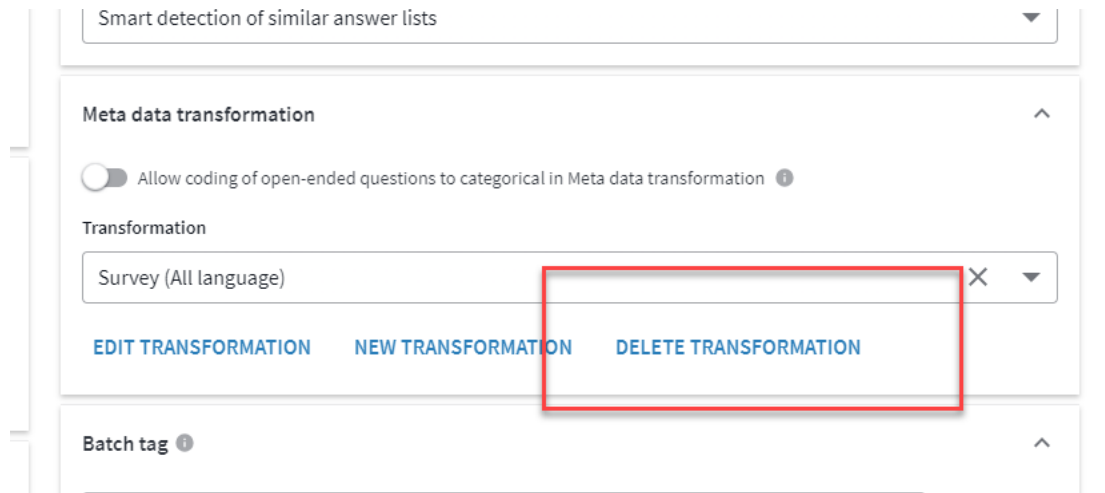 Smart detection of similar answer lists
Meta data transformation
Allow coding of open-ended questions to categorical in Meta data transformation
Transformation
Survey (All language)
EDIT TRANSFORMATION NEW TRANSFORMATION DELETE TRANSFORMATION
Batch tag